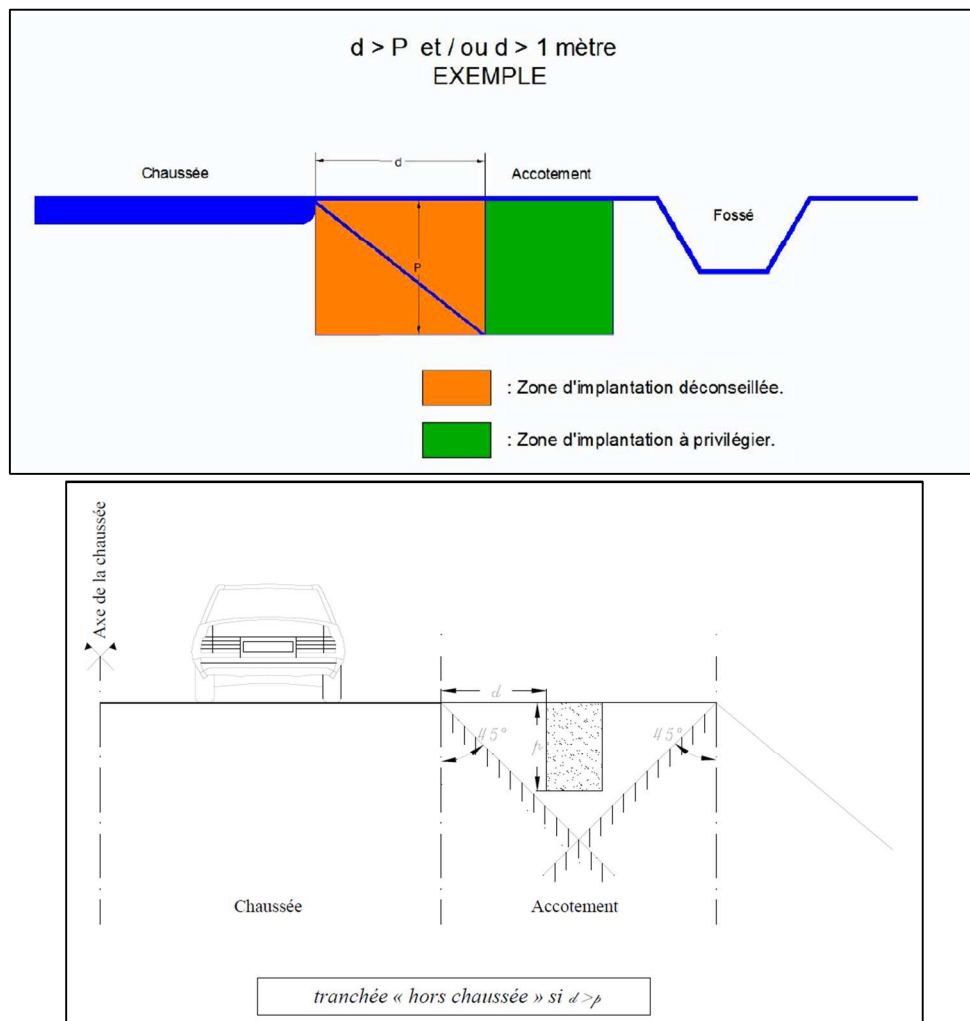 d > P et / ou d > 1 mètre
EXEMPLE
d
Chaussée
Accotement
Fossé
P
: Zone d'implantation déconseillée.
: Zone d'implantation à privilégier.
Axe de la chaussée
d
45°
p
45°
Chaussée
Accotement
tranchée « hors chaussée » si d >p